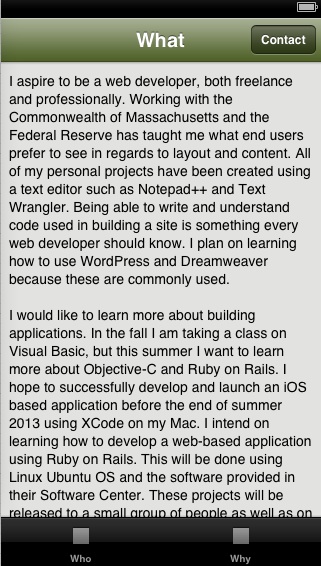 What
Contact
I aspire to be a web developer, both freelance
and professionally. Working with the
Commonwealth of Massachusetts and the
Federal Reserve has taught me what end users
prefer to see in regards to layout and content. All
of my personal projects have been created using
a text editor such as Notepad++ and Text
Wrangler. Being able to write and understand
code used in building a site is something every
web developer should know. I plan on learning
how to use WordPress and Dreamweaver
because these are commonly used.
I would like to learn more about building
applications. In the fall I am taking a class on
Visual Basic, but this summer I want to learn
more about Objective-C and Ruby on Rails. I
hope to successfully develop and launch an iOS
based application before the end of summer
2013 using XCode on my Mac. I intend on
learning how to develop a web-based application
using Ruby on Rails. This will be done using
Linux Ubuntu OS and the software provided in
their Software Center. These projects will be
released to a small group of people as well as on
Who
Why